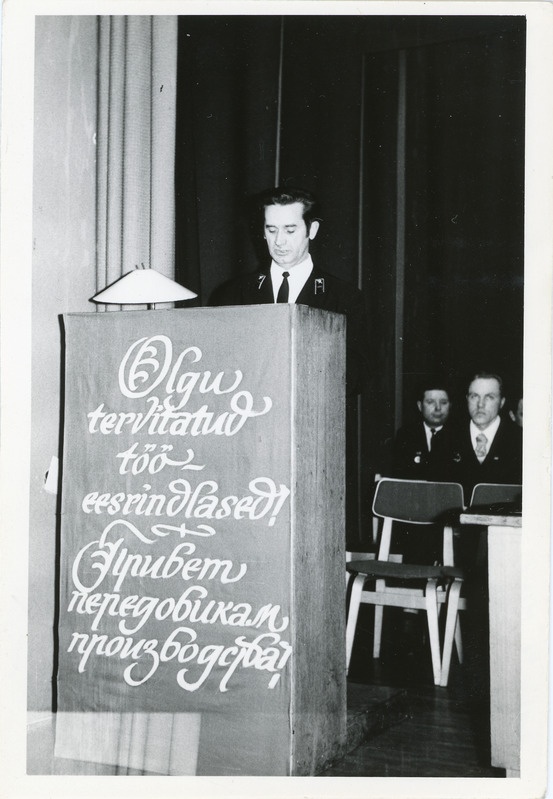 Olgu
tervitatud
töö-
eesrindlased!
Привет
передовикам
производства!